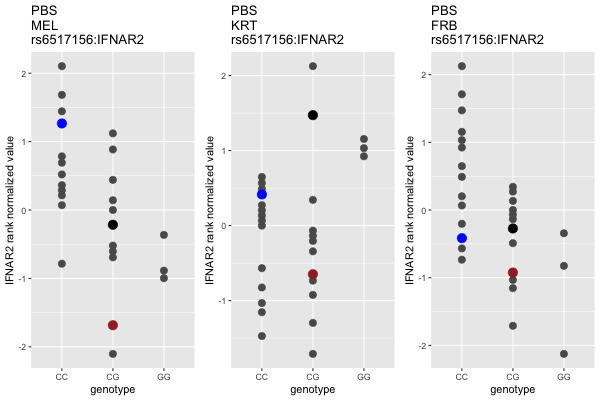 PBS
MEL
rs6517156:IFNAR2
IFNAR2 rank normalized value
2
1
0
-1
-2
CC
CG
GG
genotype
PBS
KRT
rs6517156:IFNAR2
IFNAR2 rank normalized value
2
1
0
-1
CC
CG
GG
genotype
PBS
FRB
rs6517156:IFNAR2
IFNAR2 rank normalized value
2
1
0
-1
-2
CC
CG
GG
genotype